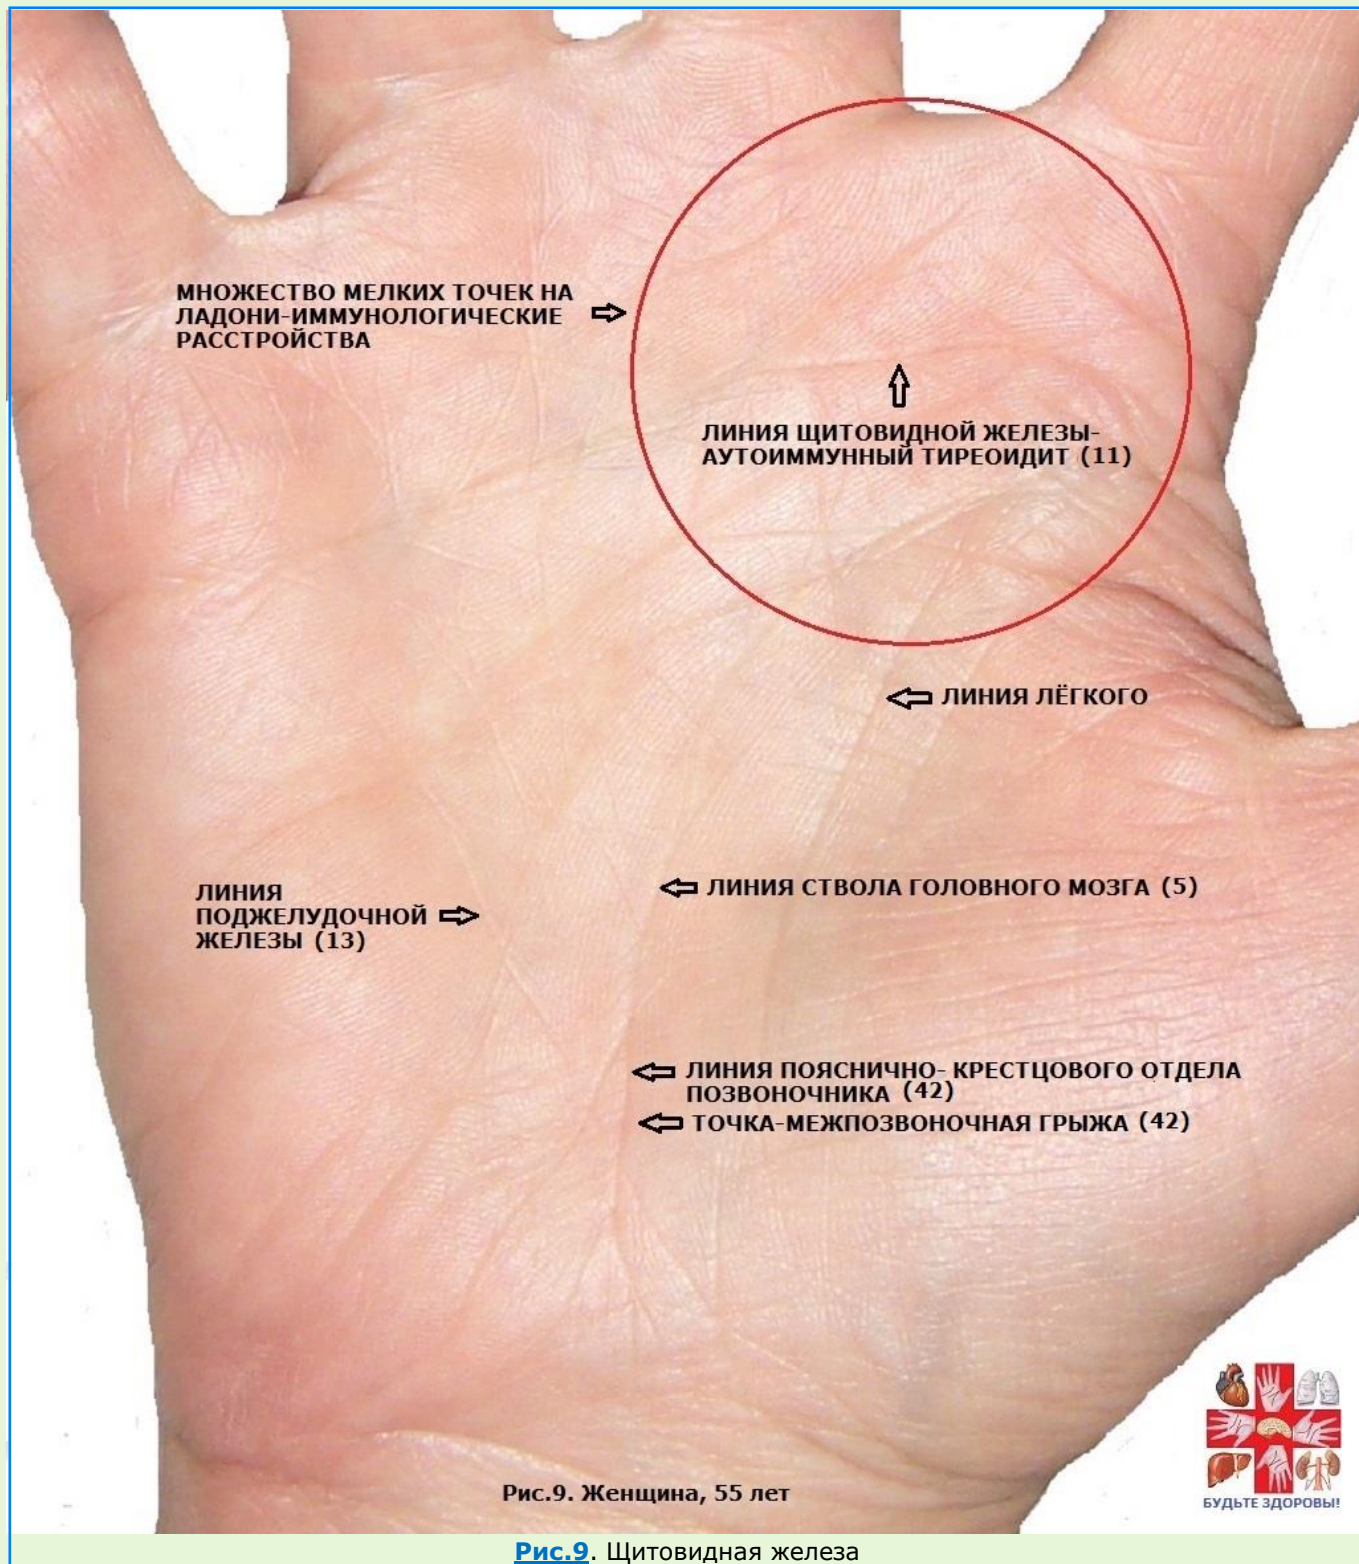 МНОЖЕСТВО МЕЛКИХ ТОЧЕК НА
ЛАДОНИ-ИММУНОЛОГИЧЕСКИЕ
РАССТРОЙСТВА
ЛИНИЯ ЩИТОВИДНОЙ ЖЕЛЕЗЫ-
АУТОИММУННЫЙ ТИРЕОИДИТ (11)
ЛИНИЯ ЛЁГКОГО
ЛИНИЯ СТВОЛА ГОЛОВНОГО МОЗГА (5)
ЛИНИЯ
ПОДЖЕЛУДОЧНОЙ
ЖЕЛЕЗЫ (13)
ЛИНИЯ ПОЯСНИЧНО- КРЕСТЦОВОГО ОТДЕЛА
ПОЗВОНОЧНИКА (42)
ТОЧКА-МЕЖПОЗВОНОЧНАЯ ГРЫЖА (42)
Рис.9. Женщина, 55 лет
БУДЬТЕ ЗДОРОВЫ!
Рис.9. Щитовидная железа